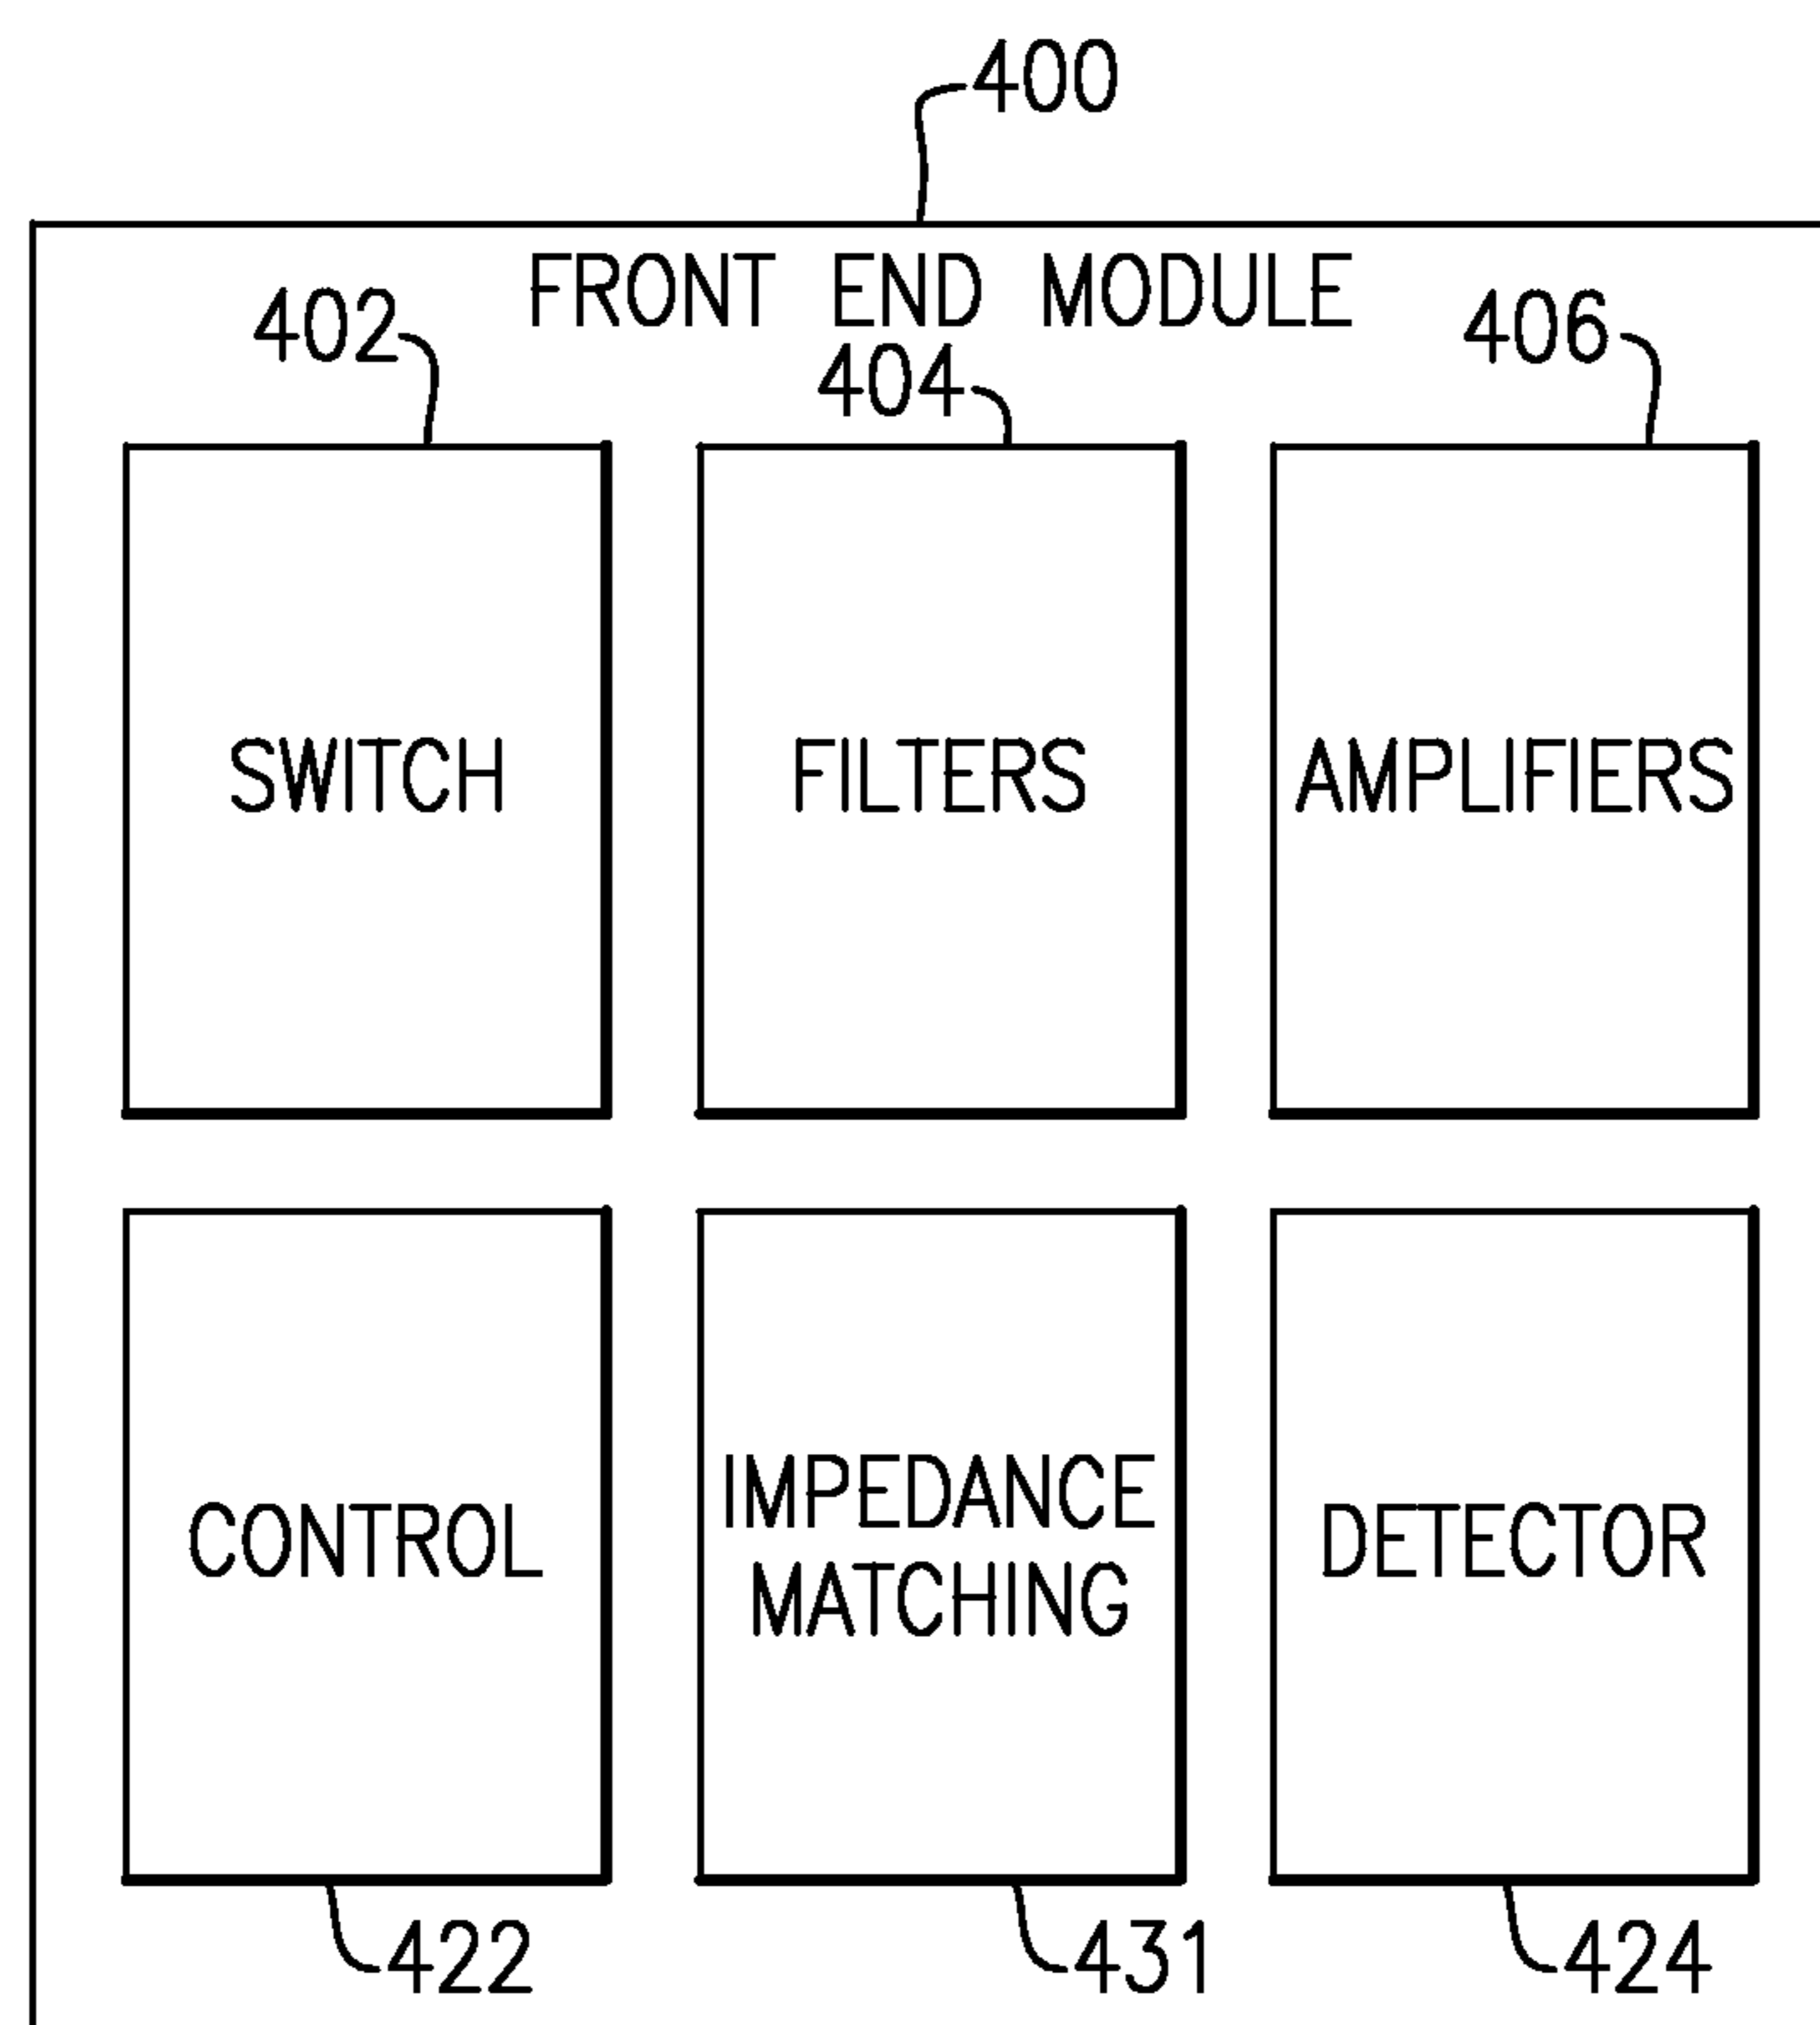 400
FRONT END MODULE
402
404
406
SWITCH
FILTERS
AMPLIFIERS
CONTROL
IMPEDANCE
MATCHING
DETECTOR
422
431
424